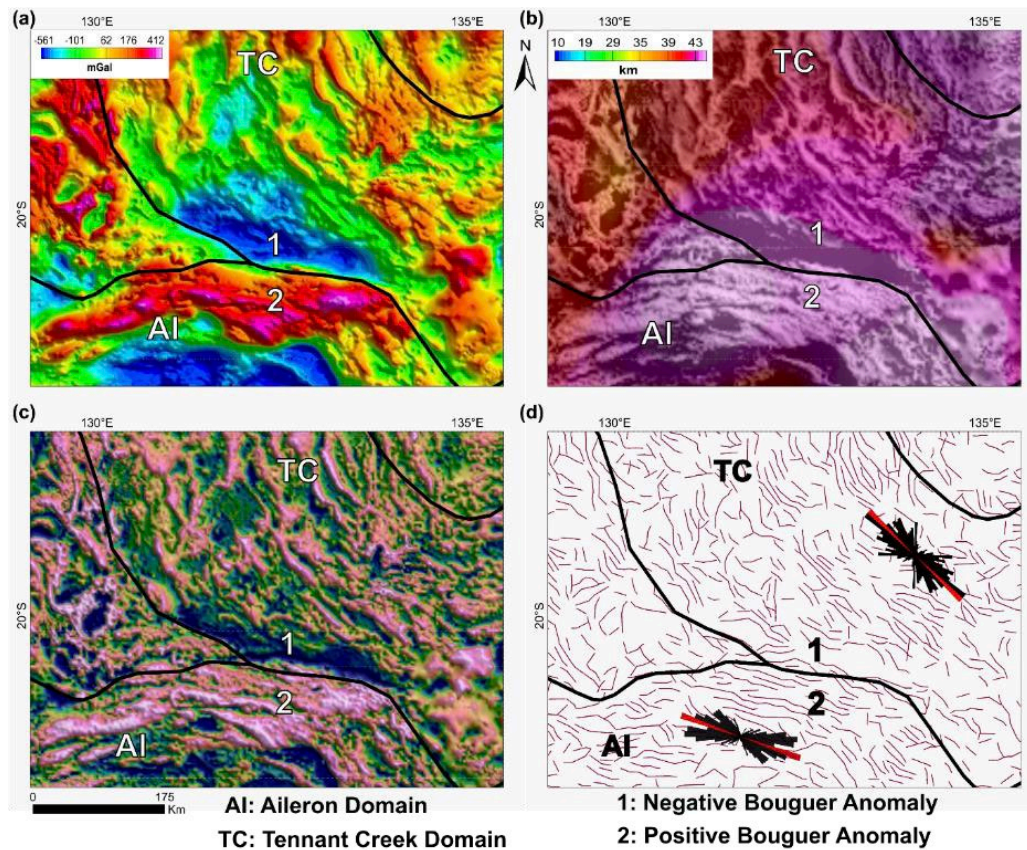 (a)
130°E
135°E
-561 -101 62 176 412
mGal
TC
20°S
1
2
AI
(b)
N
130°E
135°E
10 19 29 35 39 43
km
TC
20°S
1
2
AI
(c)
130°E
135°E
TC
20°S
1
2
AI
(d)
130°E
135°E
TC
20°S
1
2
AI
0 175
Km
AI: Aileron Domain
TC: Tennant Creek Domain
1: Negative Bouguer Anomaly
2: Positive Bouguer Anomaly